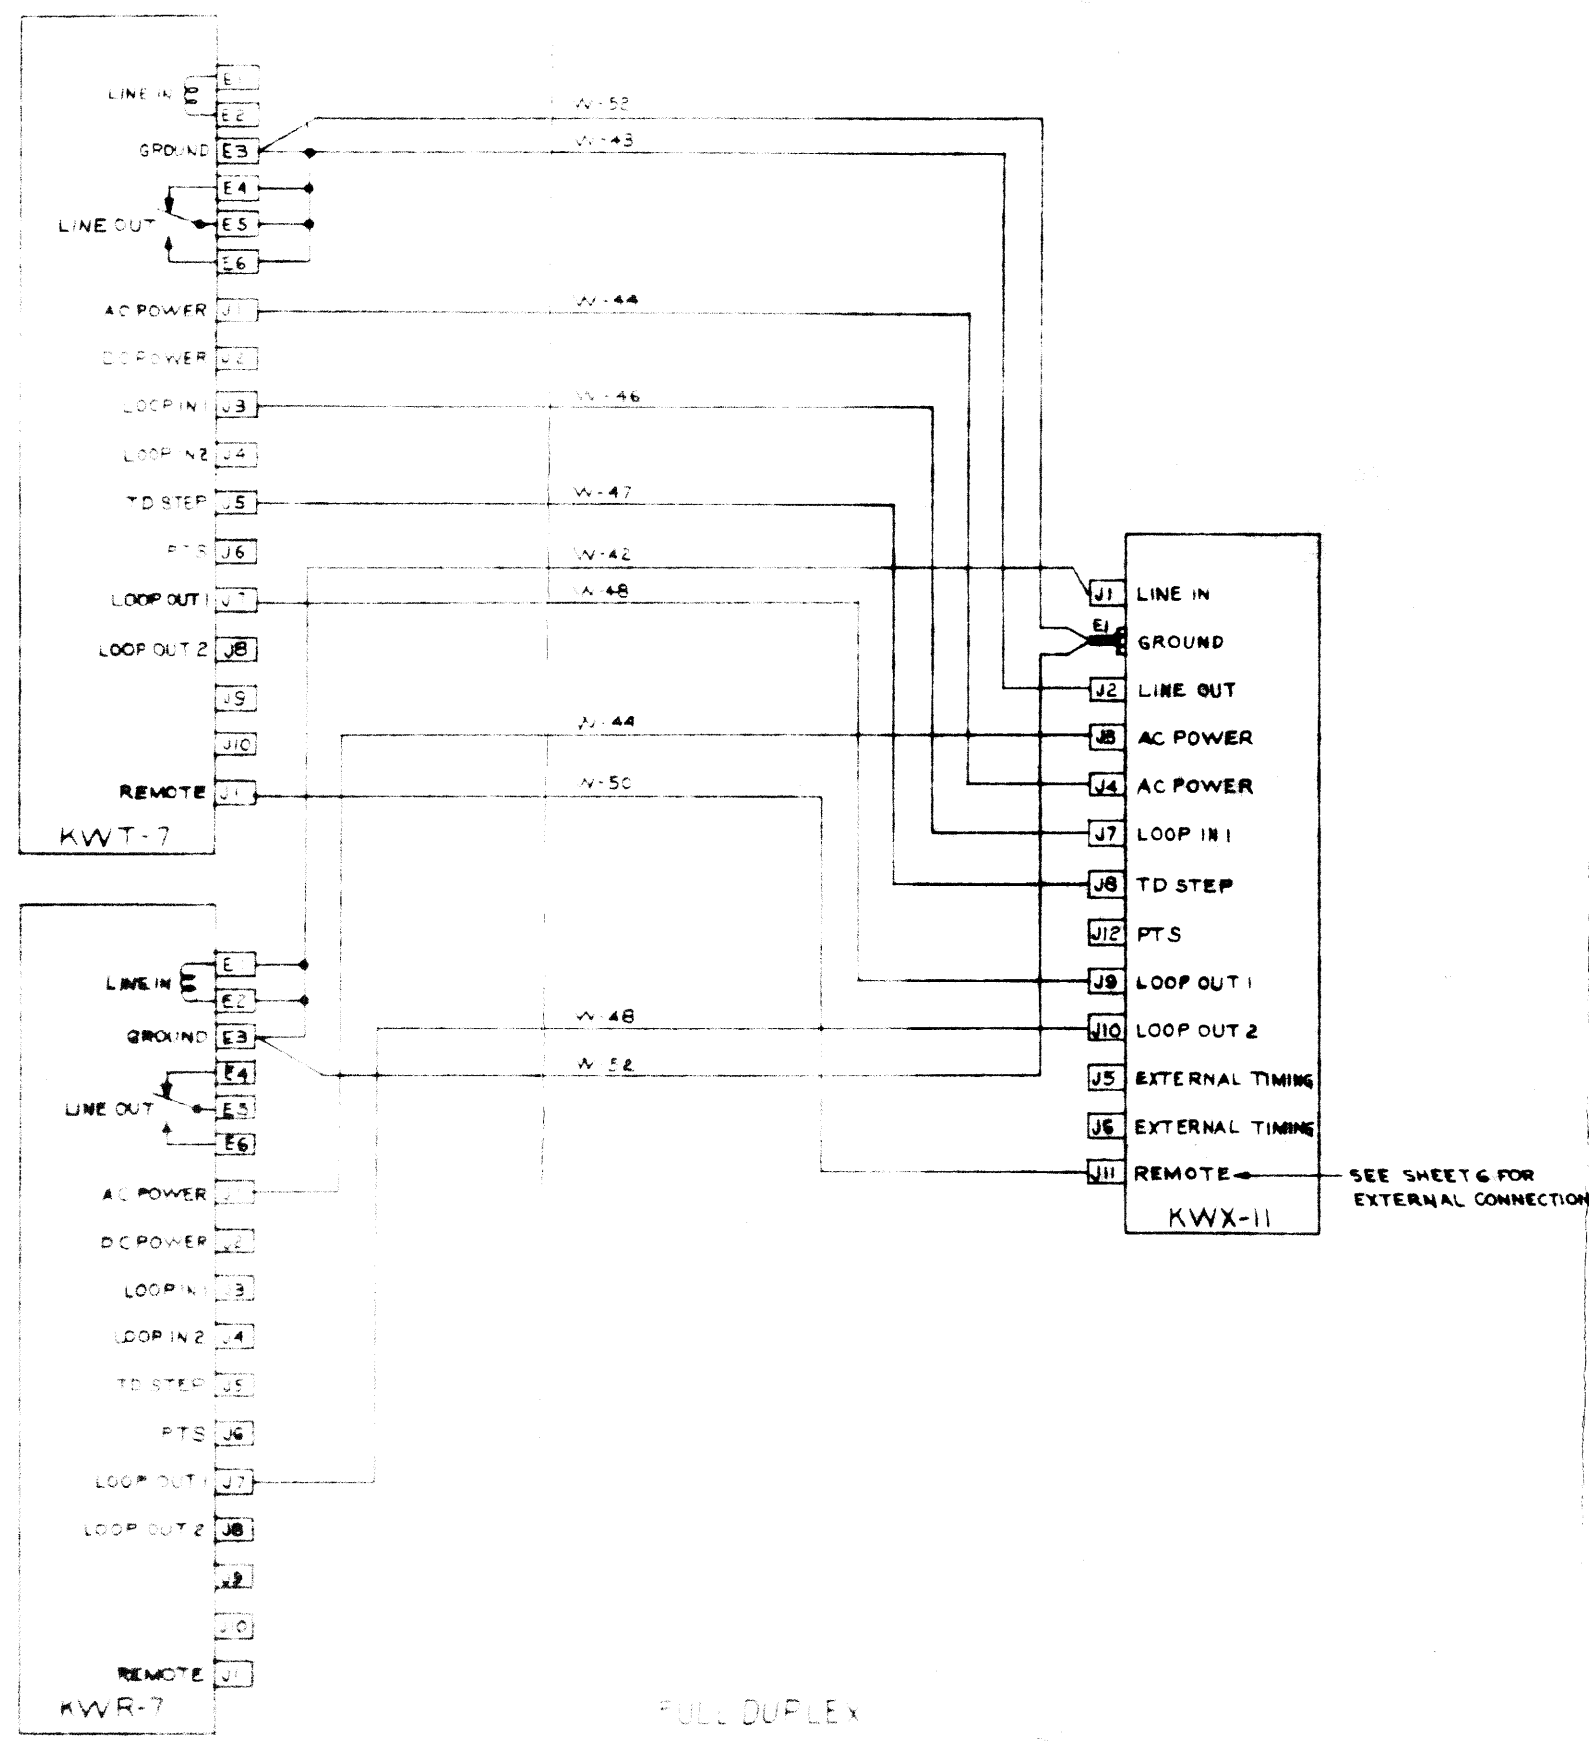 LINE IN
E1
E2
GROUND E3
E4
LINE OUT E5
E6
AC POWER J1
DC POWER J2
LOOP IN 1 J3
LOOP IN 2 J4
TD STEP J5
PTS J6
LOOP OUT 1 J7
LOOP OUT 2 J8
J9
J10
REMOTE J1
KWT-7
LINE IN
E1
E2
GROUND E3
E4
LINE OUT E5
E6
AC POWER J1
DC POWER J2
LOOP IN 1 J3
LOOP IN 2 J4
TD STEP J5
PTS J6
LOOP OUT 1 J7
LOOP OUT 2 J8
J9
J10
REMOTE J1
KWR-7
W-52
W-43
W-44
W-46
W-47
W-42
W-48
W-44
W-50
W-48
W-52
J1 LINE IN
E1
GROUND
J2 LINE OUT
AC POWER
J4 AC POWER
J7 LOOP IN 1
J8 TD STEP
J12 PTS
J9 LOOP OUT 1
J10 LOOP OUT 2
J5 EXTERNAL TIMING
J6 EXTERNAL TIMING
J11 REMOTE
KWX-11
SEE SHEET 6 FOR
EXTERNAL CONNECTION
FULL DUPLEX